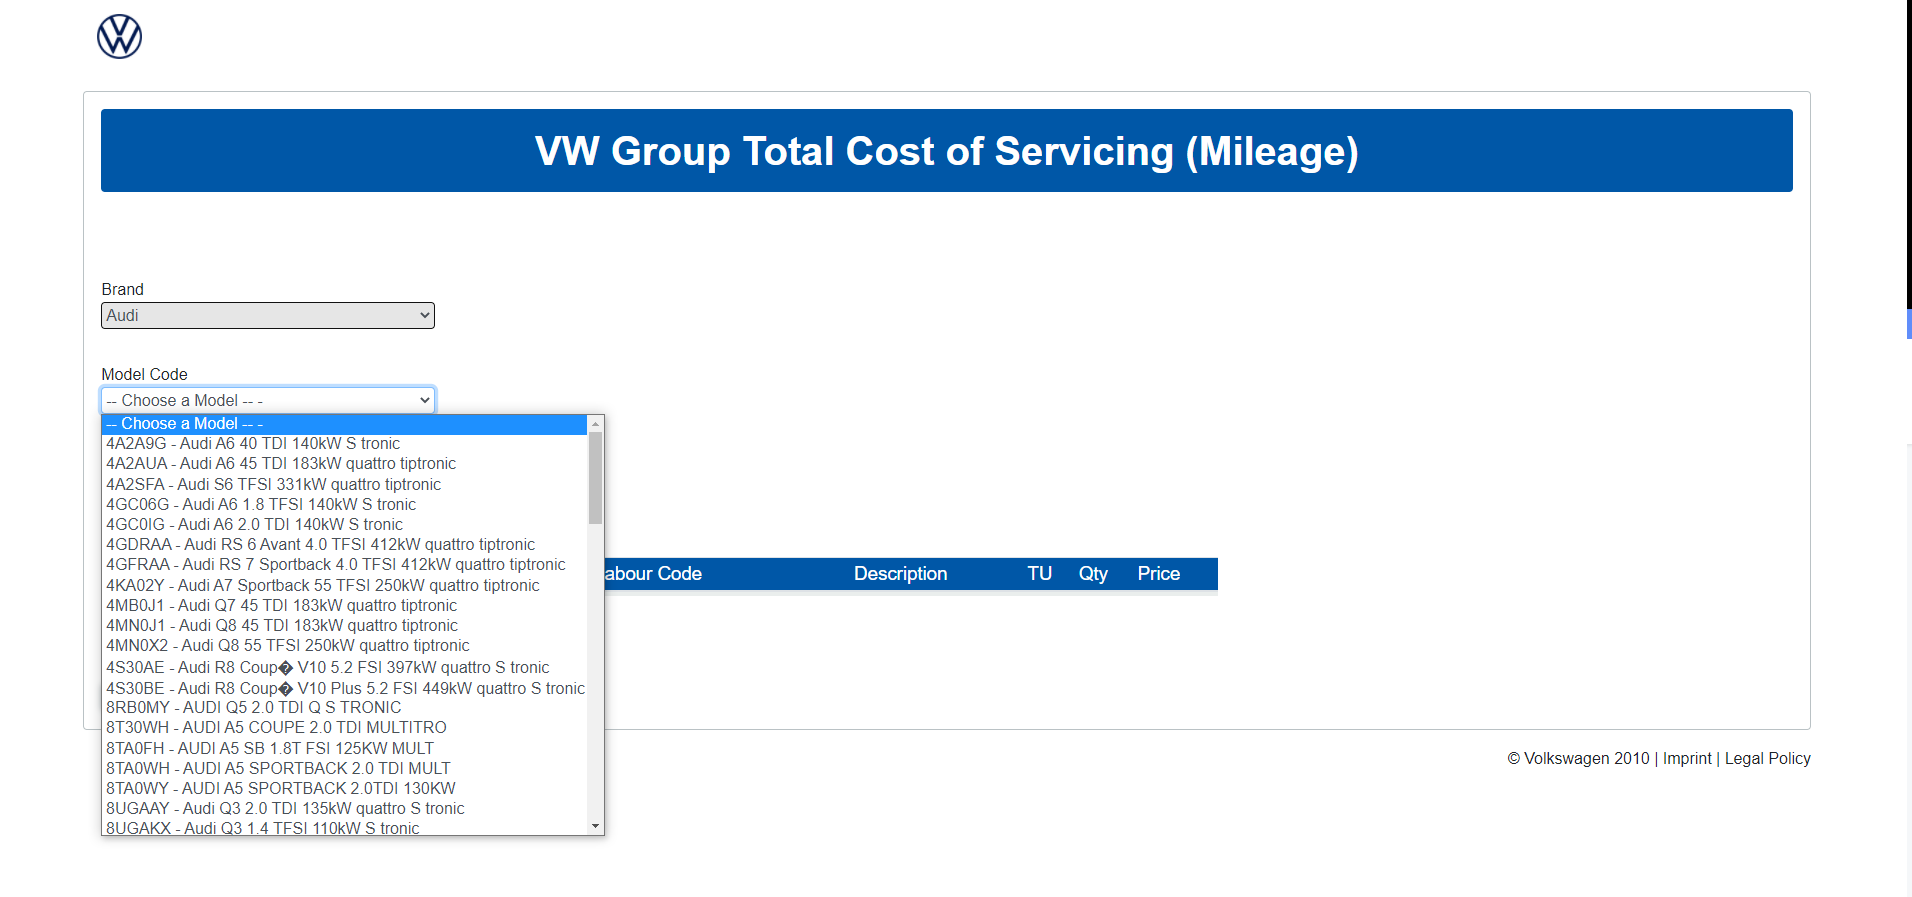 VW Group Total Cost of Servicing (Mileage)
Brand
Audi
Model Code
-- Choose a Model -- -
-- Choose a Model -- -
4A2A9G - Audi A6 40 TDI 140kW S tronic
4A2AUA - Audi A6 45 TDI 183kW quattro tiptronic
4A2SFA - Audi S6 TFSI 331kW quattro tiptronic
4GC06G - Audi A6 1.8 TFSI 140kW S tronic
4GC0IG - Audi A6 2.0 TDI 140kW S tronic
4GDRAA - Audi RS 6 Avant 4.0 TFSI 412kW quattro tiptronic
4GFRAA - Audi RS 7 Sportback 4.0 TFSI 412kW quattro tiptronic
4KA02Y - Audi A7 Sportback 55 TFSI 250kW quattro tiptronic
4MB0J1 - Audi Q7 45 TDI 183kW quattro tiptronic
4MN0J1 - Audi Q8 45 TDI 183kW quattro tiptronic
4MN0X2 - Audi Q8 55 TFSI 250kW quattro tiptronic
4S30AE - Audi R8 Coup� V10 5.2 FSI 397kW quattro S tronic
4S30BE - Audi R8 Coup� V10 Plus 5.2 FSI 449kW quattro S tronic
8RB0MY - AUDI Q5 2.0 TDI Q S TRONIC
8T30WH - AUDI A5 COUPE 2.0 TDI MULTITRO
8TA0FH - AUDI A5 SB 1.8T FSI 125KW MULT
8TA0WH - AUDI A5 SPORTBACK 2.0 TDI MULT
8TA0WY - AUDI A5 SPORTBACK 2.0TDI 130KW
8UGAAY - Audi Q3 2.0 TDI 135kW quattro S tronic
8UGAKX - Audi Q3 1.4 TFSI 110kW S tronic
abour Code Description TU Qty Price
© Volkswagen 2010 | Imprint | Legal Policy